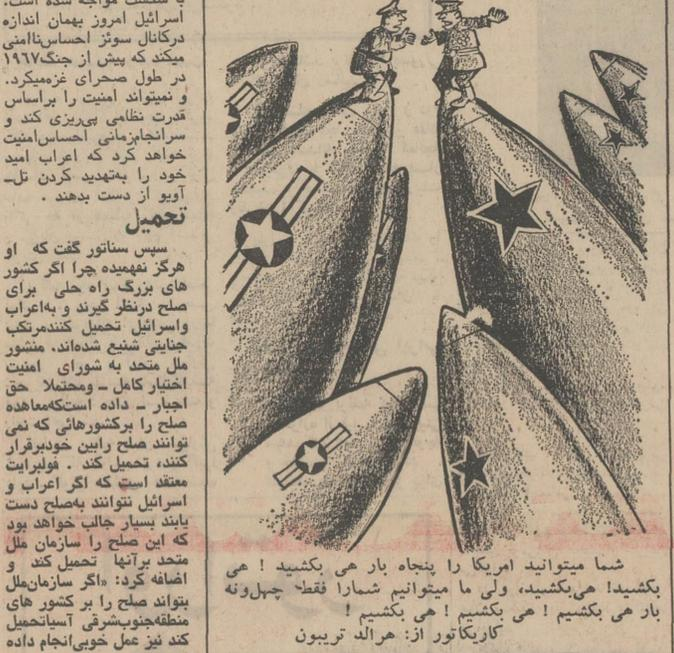 با شکست مواجه شده است.
اسرائیل امروز بهمان اندازه
درکانال سوئز احساس‌ناامنی
میکند که پیش از جنگ۱۹۶۷
در طول صحرای غزه‌میکرد.
و نمیتواند امنیت را براساس
قدرت نظامی پی‌ریزی کند و
سرانجام‌زمانی احساس‌امنیت
خواهد کرد که اعراب امید
خود را به‌تهدید کردن تل‌ـ
آویو از دست بدهند .
تحمیل
سپس سناتور گفت که او
هرگز نفهمیده چرا اگر کشور
های بزرگ راه حلی برای
صلح درنظر گیرند و به‌اعراب
واسرائیل تحمیل کنندمرتکب
جنایتی شنیع شده‌اند. منشور
ملل متحد به شورای امنیت
اختیار کامل ـ ومحتملا حق
اجبار ـ داده است‌که‌معاهده
صلح را برکشورهائی که نمی
توانند صلح رابین خودبرقرار
کنند، تحمیل کند . فولبرایت
معتقد است که اگر اعراب و
اسرائیل نتوانند به‌صلح دست
یابند بسیار جالب خواهد بود
که این صلح را سازمان ملل
متحد برآنها تحمیل کند و
اضافه کرد: «اگر سازمان‌ملل
بتواند صلح را بر کشور های
منطقه‌جنوب‌شرقی آسیاتحمیل
کند نیز عمل خوبی‌انجام داده
شما میتوانید امریکا را پنجاه بار هی بکشیید ! هی
بکشید! هی‌بکشید، ولی ما میتوانیم شمارا فقط چهل‌ونه
بار هی بکشیم ! هی بکشیم ! هی بکشیم !
کاریکاتور از: هرالد تریبون